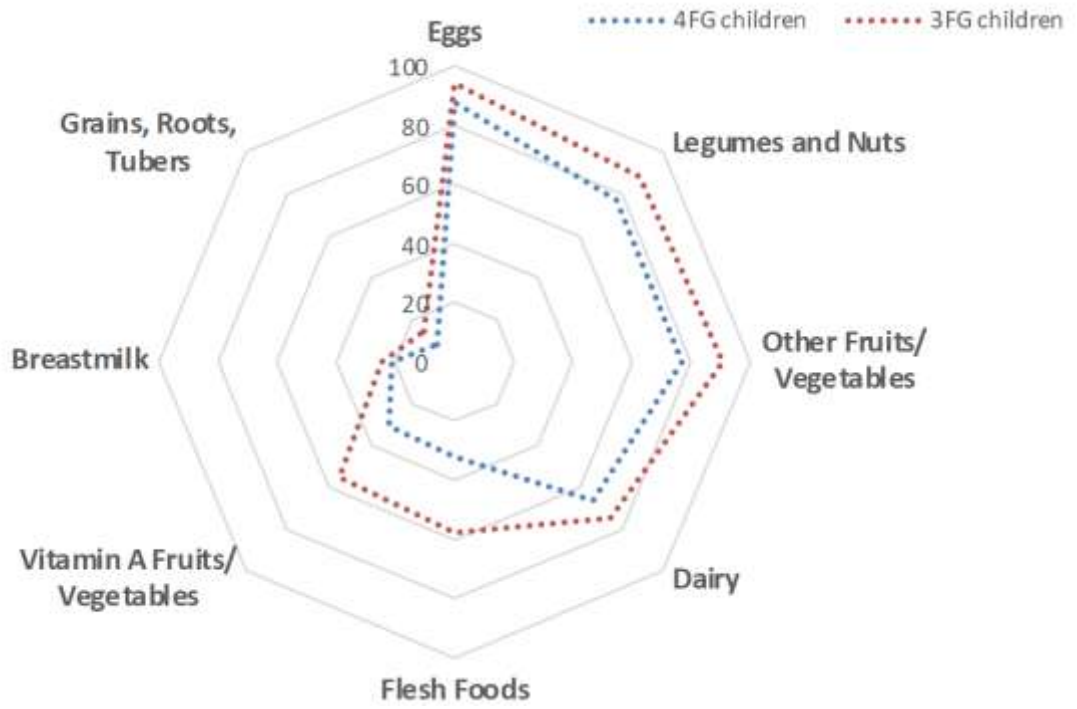 4FG children
3FG children
Eggs
100
80
60
40
20
0
Legumes and Nuts
Other Fruits/
Vegetables
Dairy
Flesh Foods
Vitamin A Fruits/
Vegetables
Breastmilk
Grains, Roots,
Tubers